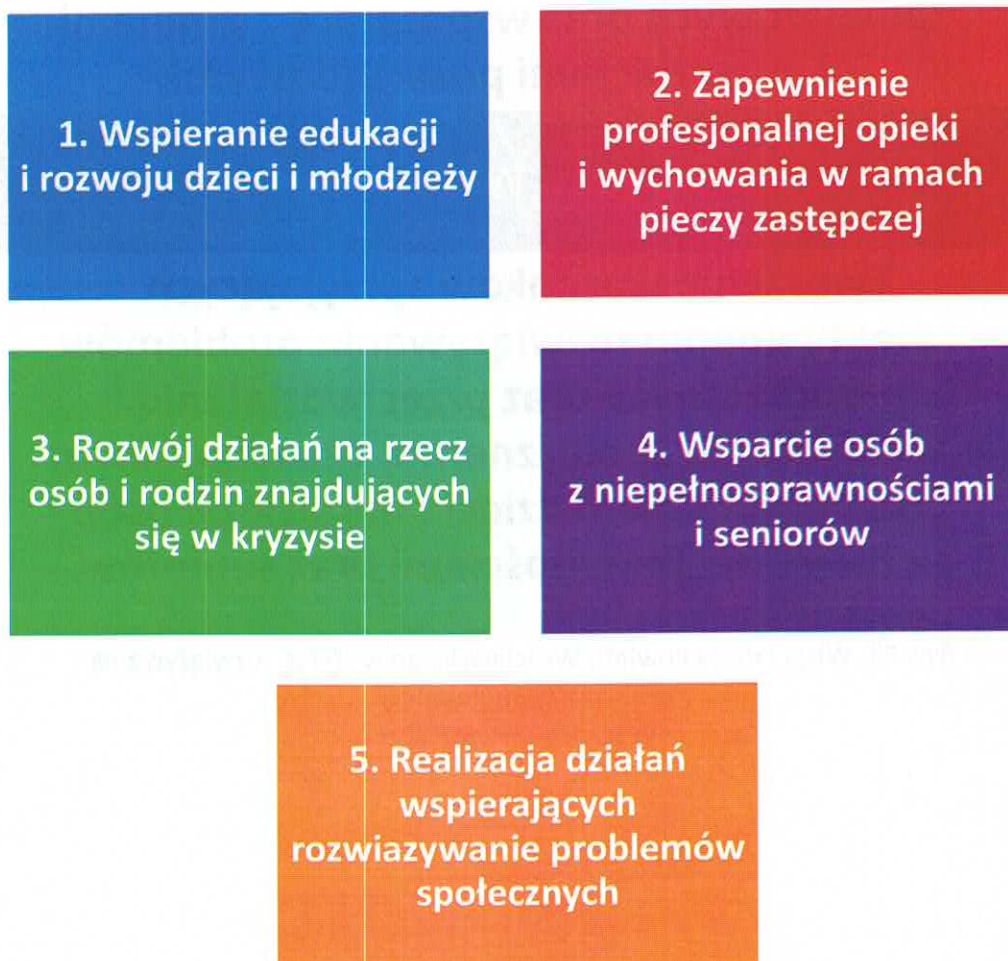 1. Wspieranie edukacji
i rozwoju dzieci i młodzieży
2. Zapewnienie
profesjonalnej opieki
i wychowania w ramach
pieczy zastępczej
3. Rozwój działań na rzecz
osób i rodzin znajdujących
się w kryzysie
4. Wsparcie osób
z niepełnosprawnościami
i seniorów
5. Realizacja działań
wspierających
rozwiazywanie problemów
społecznych